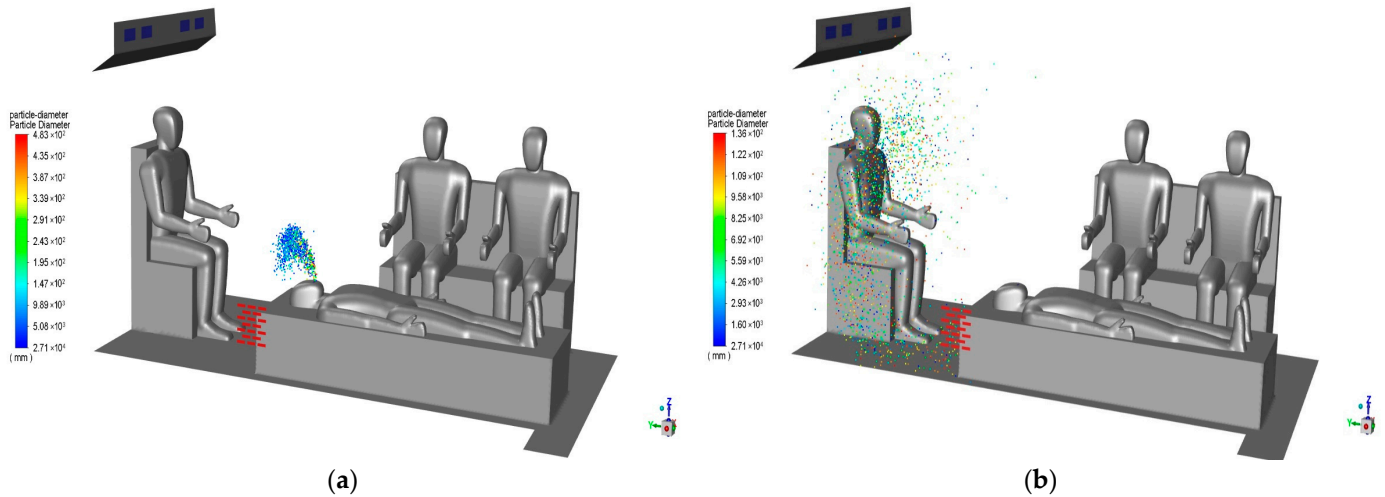 particle-diameter
Particle Diameter
4.83 ×10²
4.35 ×10²
3.87 ×10²
3.39 ×10²
2.91 ×10²
2.43 ×10²
1.95 ×10²
1.47 ×10²
9.89 ×10³
5.08 ×10³
2.71 ×10⁴
( mm )
Z
Y
(a)
particle-diameter
Particle Diameter
1.36 ×10²
1.22 ×10²
1.09 ×10²
9.58 ×10³
8.25 ×10³
6.92 ×10³
5.59 ×10³
4.26 ×10³
2.93 ×10³
1.60 ×10³
2.71 ×10⁴
( mm )
Z
Y
(b)